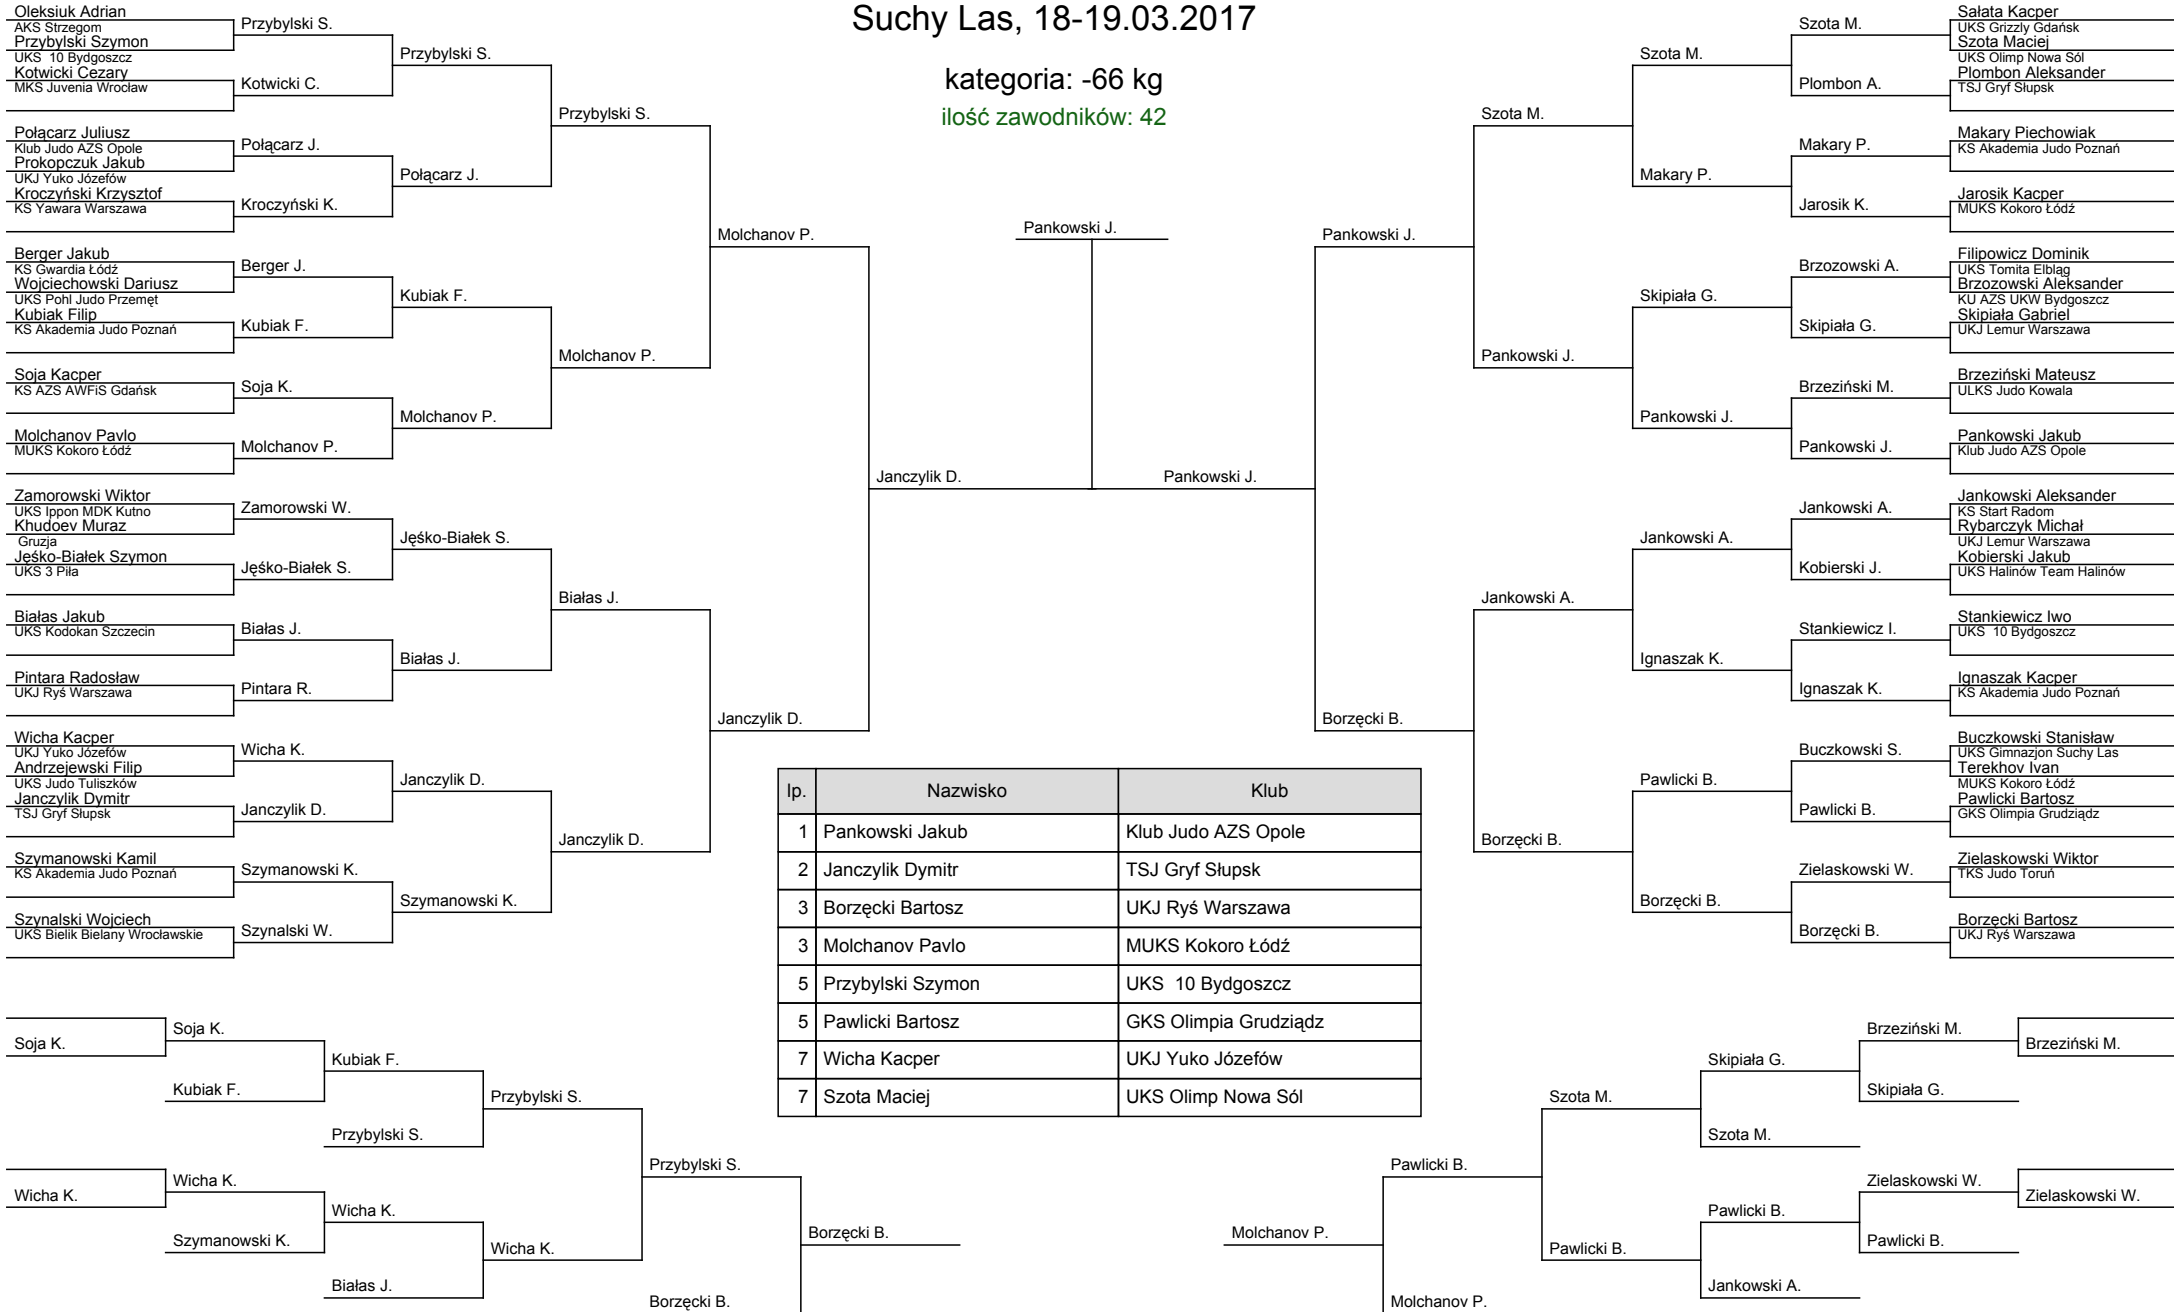 Suchy Las, 18-19.03.2017
kategoria: -66 kg
ilość zawodników: 42
Oleksiuk Adrian
AKS Strzegom
Przybylski Szymon
UKS  10 Bydgoszcz
Kotwicki Cezary
MKS Juvenia Wrocław
Połącarz Juliusz
Klub Judo AZS Opole
Prokopczuk Jakub
UKJ Yuko Józefów
Kroczyński Krzysztof
KS Yawara Warszawa
Berger Jakub
KS Gwardia Łódź
Wojciechowski Dariusz
UKS Pohl Judo Przemęt
Kubiak Filip
KS Akademia Judo Poznań
Soja Kacper
KS AZS AWFiS Gdańsk
Molchanov Pavlo
MUKS Kokoro Łódź
Zamorowski Wiktor
UKS Ippon MDK Kutno
Khudoev Muraz
Gruzja
Jęśko-Białek Szymon
UKS 3 Piła
Białas Jakub
UKS Kodokan Szczecin
Pintara Radosław
UKJ Ryś Warszawa
Wicha Kacper
UKJ Yuko Józefów
Andrzejewski Filip
UKS Judo Tuliszków
Janczylik Dymitr
TSJ Gryf Słupsk
Szymanowski Kamil
KS Akademia Judo Poznań
Szynalski Wojciech
UKS Bielik Bielany Wrocławskie
Przybylski S.
Kotwicki C.
Połącarz J.
Kroczyński K.
Berger J.
Kubiak F.
Soja K.
Molchanov P.
Zamorowski W.
Jęśko-Białek S.
Białas J.
Pintara R.
Wicha K.
Janczylik D.
Szymanowski K.
Szynalski W.
Przybylski S.
Połącarz J.
Kubiak F.
Molchanov P.
Jęśko-Białek S.
Białas J.
Janczylik D.
Szymanowski K.
Przybylski S.
Molchanov P.
Białas J.
Janczylik D.
Molchanov P.
Janczylik D.
Janczylik D.
Pankowski J.
Pankowski J.
Pankowski J.
Borzęcki B.
Szota M.
Pankowski J.
Jankowski A.
Borzęcki B.
Szota M.
Makary P.
Skipiała G.
Pankowski J.
Jankowski A.
Ignaszak K.
Pawlicki B.
Borzęcki B.
Szota M.
Plombon A.
Makary P.
Jarosik K.
Brzozowski A.
Skipiała G.
Brzeziński M.
Pankowski J.
Jankowski A.
Kobierski J.
Stankiewicz I.
Ignaszak K.
Buczkowski S.
Pawlicki B.
Zielaskowski W.
Borzęcki B.
Sałata Kacper
UKS Grizzly Gdańsk
Szota Maciej
UKS Olimp Nowa Sól
Plombon Aleksander
TSJ Gryf Słupsk
Makary Piechowiak
KS Akademia Judo Poznań
Jarosik Kacper
MUKS Kokoro Łódź
Filipowicz Dominik
UKS Tomita Elbląg
Brzozowski Aleksander
KU AZS UKW Bydgoszcz
Skipiała Gabriel
UKJ Lemur Warszawa
Brzeziński Mateusz
ULKS Judo Kowala
Pankowski Jakub
Klub Judo AZS Opole
Jankowski Aleksander
KS Start Radom
Rybarczyk Michał
UKJ Lemur Warszawa
Kobierski Jakub
UKS Halinów Team Halinów
Stankiewicz Iwo
UKS  10 Bydgoszcz
Ignaszak Kacper
KS Akademia Judo Poznań
Buczkowski Stanisław
UKS Gimnazjon Suchy Las
Terekhov Ivan
MUKS Kokoro Łódź
Pawlicki Bartosz
GKS Olimpia Grudziądz
Zielaskowski Wiktor
TKS Judo Toruń
Borzęcki Bartosz
UKJ Ryś Warszawa
lp. Nazwisko Klub
1 Pankowski Jakub Klub Judo AZS Opole
2 Janczylik Dymitr TSJ Gryf Słupsk
3 Borzęcki Bartosz UKJ Ryś Warszawa
3 Molchanov Pavlo MUKS Kokoro Łódź
5 Przybylski Szymon UKS  10 Bydgoszcz
5 Pawlicki Bartosz GKS Olimpia Grudziądz
7 Wicha Kacper UKJ Yuko Józefów
7 Szota Maciej UKS Olimp Nowa Sól
Soja K.
Wicha K.
Soja K.
Kubiak F.
Wicha K.
Szymanowski K.
Kubiak F.
Przybylski S.
Wicha K.
Białas J.
Przybylski S.
Wicha K.
Przybylski S.
Borzęcki B.
Borzęcki B.
Molchanov P.
Pawlicki B.
Molchanov P.
Szota M.
Pawlicki B.
Skipiała G.
Szota M.
Pawlicki B.
Jankowski A.
Brzeziński M.
Skipiała G.
Zielaskowski W.
Pawlicki B.
Brzeziński M.
Zielaskowski W.